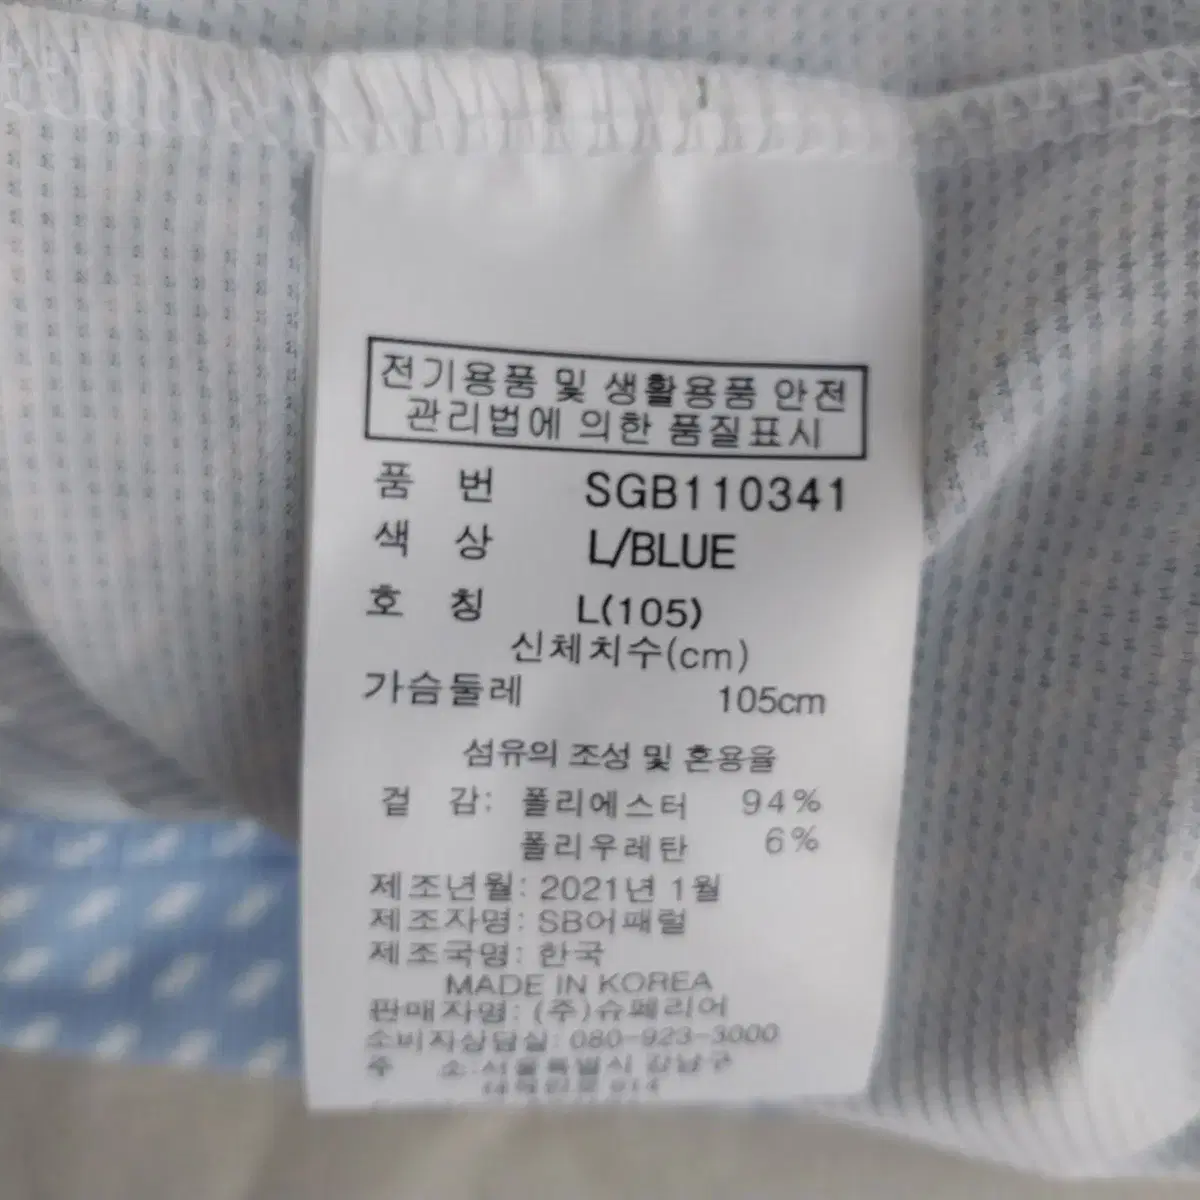 전기용품 및 생활용품 안전
관리법에 의한 품질표시
품 번 SGB110341
색 상 L/BLUE
호 칭 L(105)
신체치수(cm)
가슴둘레 105cm
섬유의 조성 및 혼용율
겉 감: 폴리에스터 94%
폴리우레탄 6%
제조년월: 2021년 1월
제조자명: SB어패럴
제조국명: 한국
MADE IN KOREA
판매자명: (주)슈페리어
소비자상담실: 080-923-3000
주 소:서울특별시 강남구